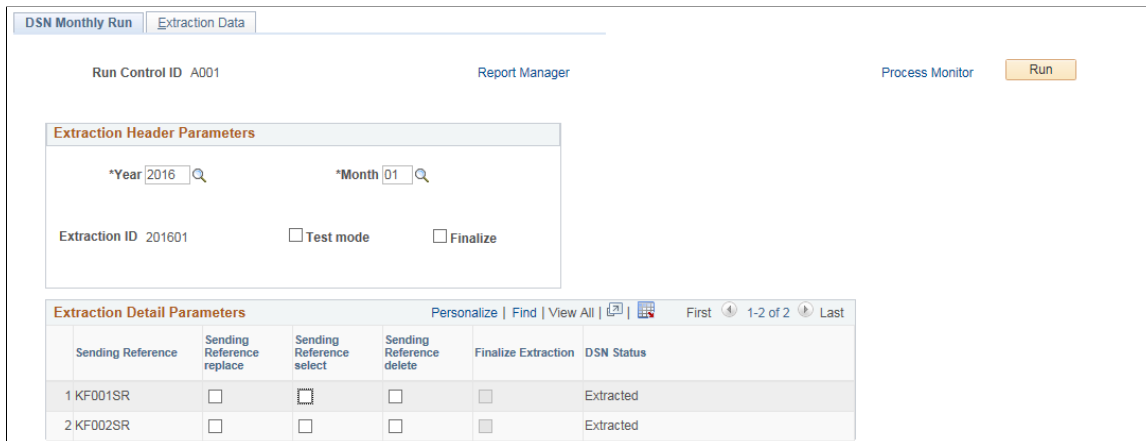 DSN Monthly Run Extraction Data
Run Control ID A001 Report Manager Process Monitor Run
Extraction Header Parameters
*Year 2016 *Month 01
Extraction ID 201601 Test mode Finalize
Extraction Detail Parameters Personalize | Find | View All | | First 1-2 of 2 Last
Sending Reference Sending Reference replace Sending Reference select Sending Reference delete Finalize Extraction DSN Status
1 KF001SR Extracted
2 KF002SR Extracted